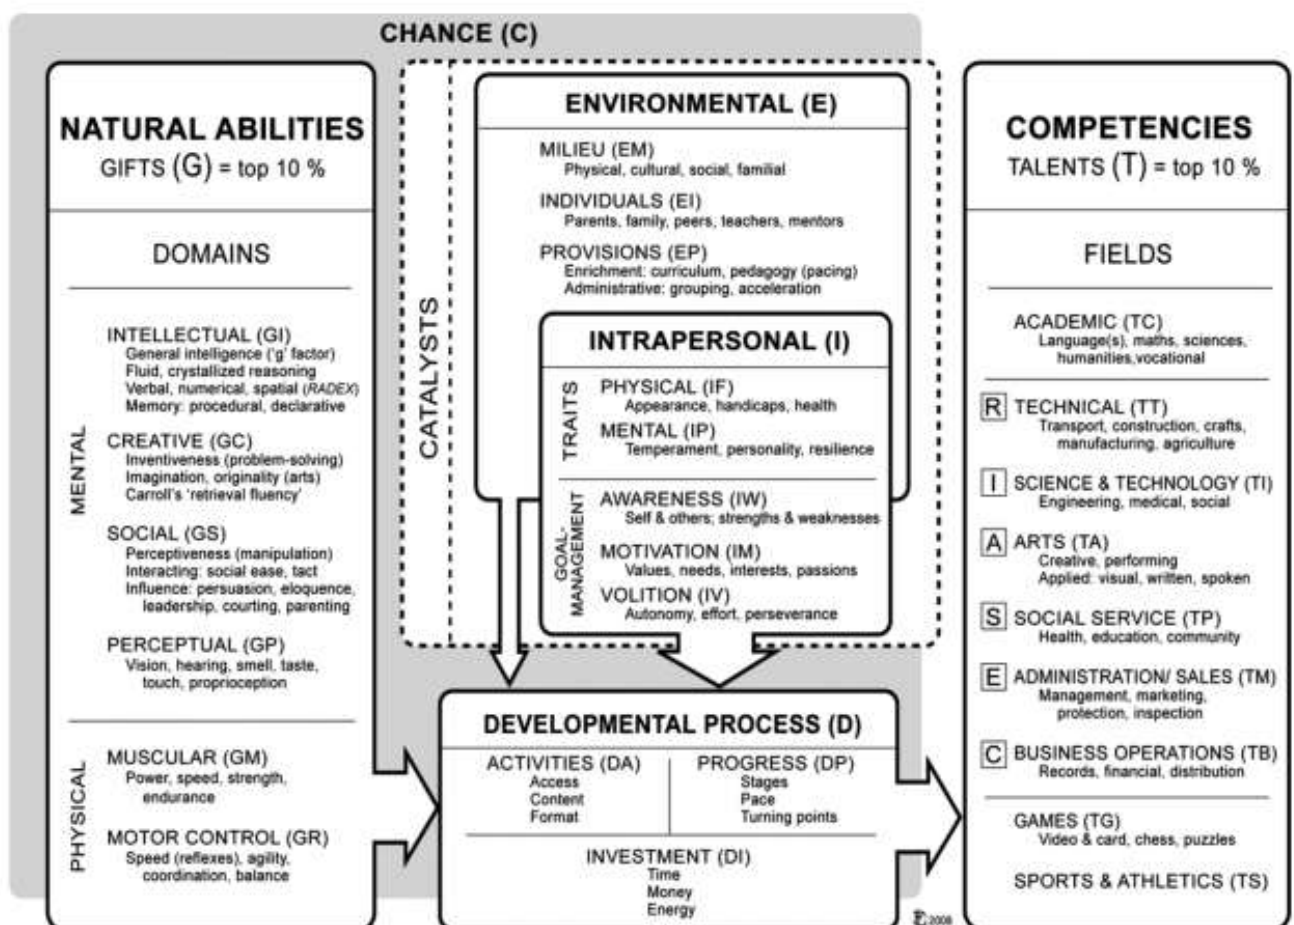 CHANCE (C)
NATURAL ABILITIES
GIFTS (G) = top 10 %
DOMAINS
MENTAL
INTELLECTUAL (GI)
General intelligence ('g' factor)
Fluid, crystallized reasoning
Verbal, numerical, spatial (RADEX)
Memory: procedural, declarative
CREATIVE (GC)
Inventiveness (problem-solving)
Imagination, originality (arts)
Carroll's 'retrieval fluency'
SOCIAL (GS)
Perceptiveness (manipulation)
Interacting: social ease, tact
Influence: persuasion, eloquence,
leadership, courting, parenting
PERCEPTUAL (GP)
Vision, hearing, smell, taste,
touch, proprioception
PHYSICAL
MUSCULAR (GM)
Power, speed, strength,
endurance
MOTOR CONTROL (GR)
Speed (reflexes), agility,
coordination, balance
CATALYSTS
ENVIRONMENTAL (E)
MILIEU (EM)
Physical, cultural, social, familial
INDIVIDUALS (EI)
Parents, family, peers, teachers, mentors
PROVISIONS (EP)
Enrichment: curriculum, pedagogy (pacing)
Administrative: grouping, acceleration
INTRAPERSONAL (I)
TRAITS
PHYSICAL (IF)
Appearance, handicaps, health
MENTAL (IP)
Temperament, personality, resilience
GOAL-
MANAGEMENT
AWARENESS (IW)
Self & others; strengths & weaknesses
MOTIVATION (IM)
Values, needs, interests, passions
VOLITION (IV)
Autonomy, effort, perseverance
DEVELOPMENTAL PROCESS (D)
ACTIVITIES (DA)
Access
Content
Format
PROGRESS (DP)
Stages
Pace
Turning points
INVESTMENT (DI)
Time
Money
Energy
2008
COMPETENCIES
TALENTS (T) = top 10 %
FIELDS
ACADEMIC (TC)
Language(s), maths, sciences,
humanities,vocational
R TECHNICAL (TT)
Transport, construction, crafts,
manufacturing, agriculture
I SCIENCE & TECHNOLOGY (TI)
Engineering, medical, social
A ARTS (TA)
Creative, performing
Applied: visual, written, spoken
S SOCIAL SERVICE (TP)
Health, education, community
E ADMINISTRATION/ SALES (TM)
Management, marketing,
protection, inspection
C BUSINESS OPERATIONS (TB)
Records, financial, distribution
GAMES (TG)
Video & card, chess, puzzles
SPORTS & ATHLETICS (TS)